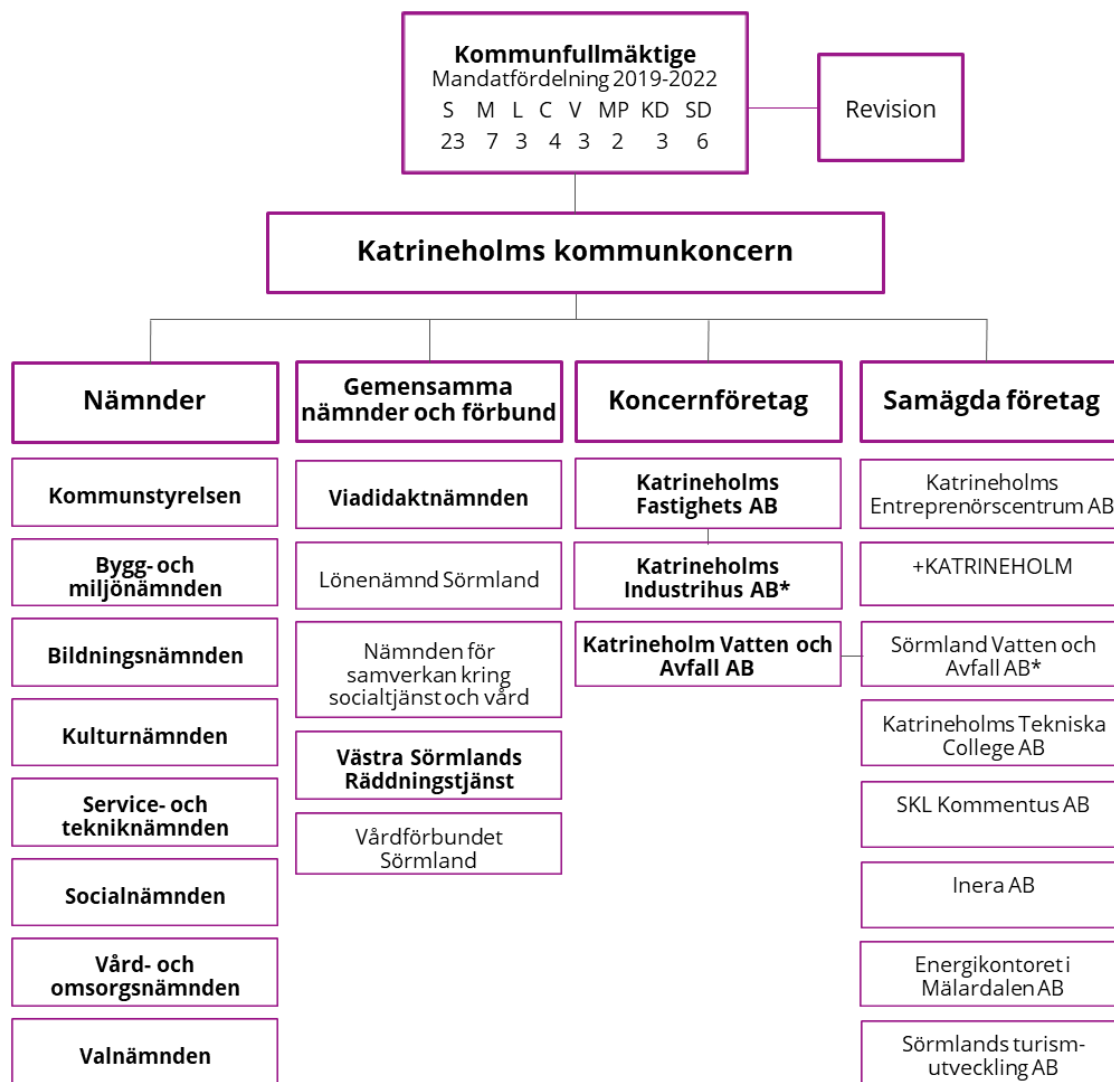 Kommunfullmäktige
Mandatfördelning 2019-2022
S M L C V MP KD SD
23 7 3 4 3 2 3 6
Revision
Katrineholms kommunkoncern
Nämnder
Kommunstyrelsen
Bygg- och
miljönämnden
Bildningsnämnden
Kulturnämnden
Service- och
tekniknämnden
Socialnämnden
Vård- och
omsorgsnämnden
Valnämnden
Gemensamma
nämnder och förbund
Viadidaktnämnden
Lönenämnd Sörmland
Nämnden för
samverkan kring
socialtjänst och vård
Västra Sörmlands
Räddningstjänst
Vårdförbundet
Sörmland
Koncernföretag
Katrineholms
Fastighets AB
Katrineholms
Industrihus AB*
Katrineholm Vatten och
Avfall AB
Samägda företag
Katrineholms
Entreprenörscentrum AB
+KATRINEHOLM
Sörmland Vatten och
Avfall AB*
Katrineholms Tekniska
College AB
SKL Kommentus AB
Inera AB
Energikontoret i
Mälardalen AB
Sörmlands turism-
utveckling AB